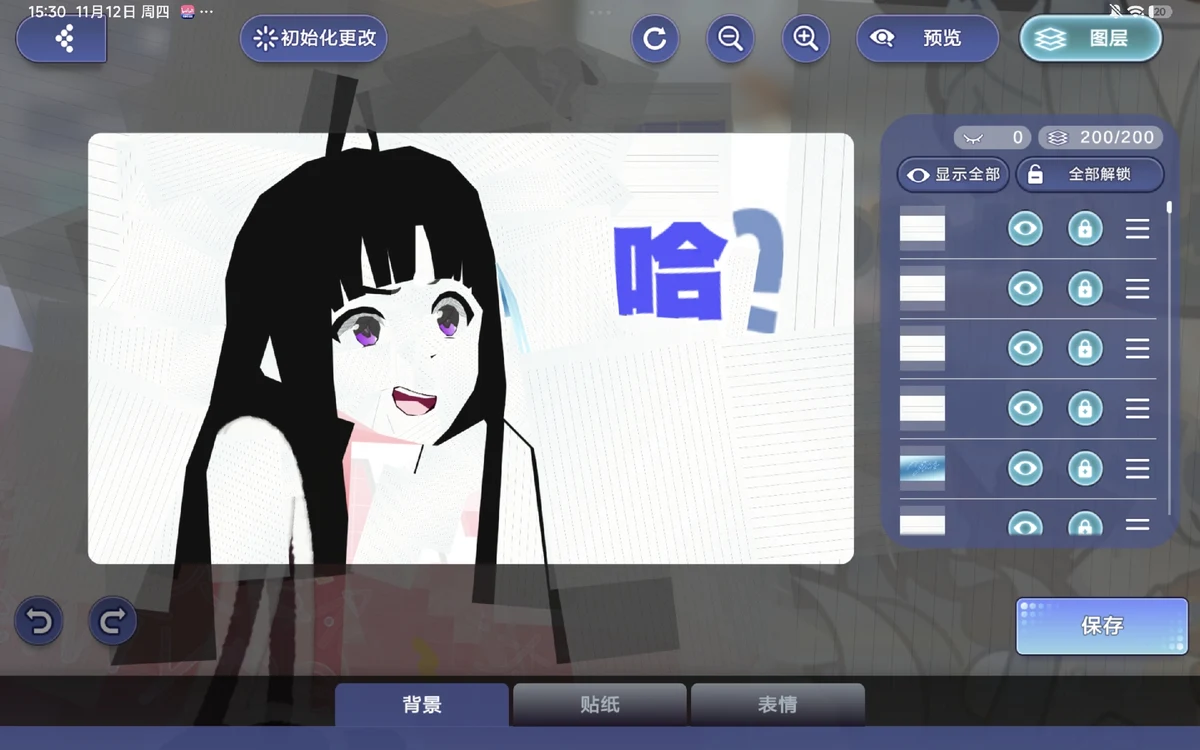 15:30 11月12日 周四 ···
20
初始化更改
预览
图层
0
200/200
显示全部
全部解锁
哈?
保存
背景
贴纸
表情